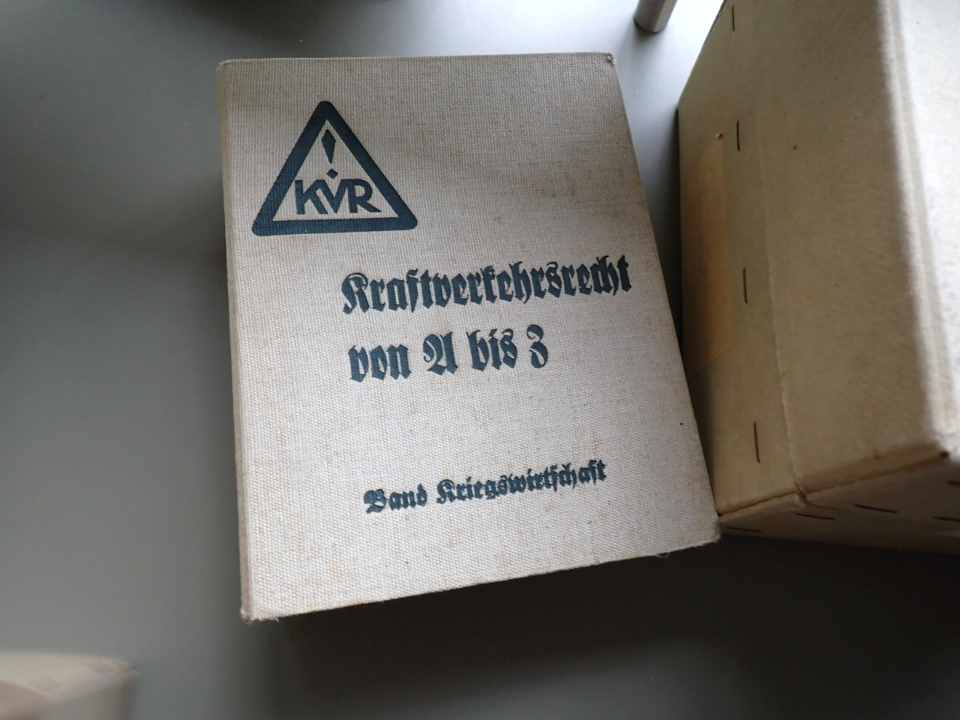 !
KVR
Kraftverkehrsrecht
von A bis Z
Band Kriegswirtschaft